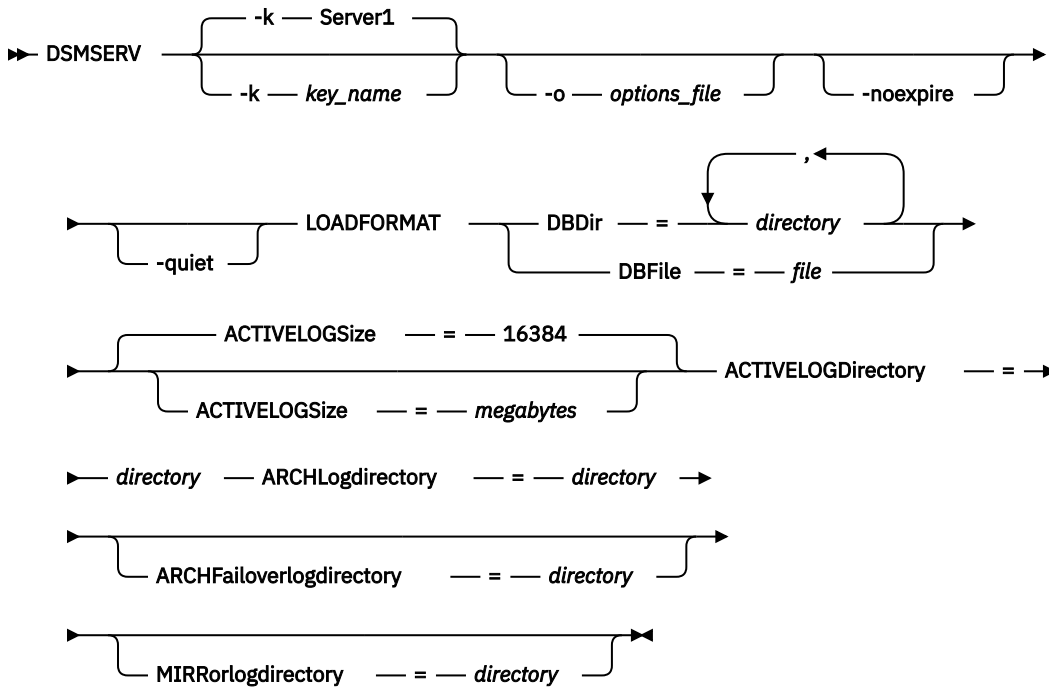 -k Server1
DSMSERV
-k key_name
-o options_file
-noexpire
,
LOADFORMAT
DBDir = directory
-quiet
DBFile = file
ACTIVELOGSize = 16384
ACTIVELOGDirectory =
ACTIVELOGSize = megabytes
directory ARCHLogdirectory = directory
ARCHFailoverlogdirectory = directory
MIRRorlogdirectory = directory